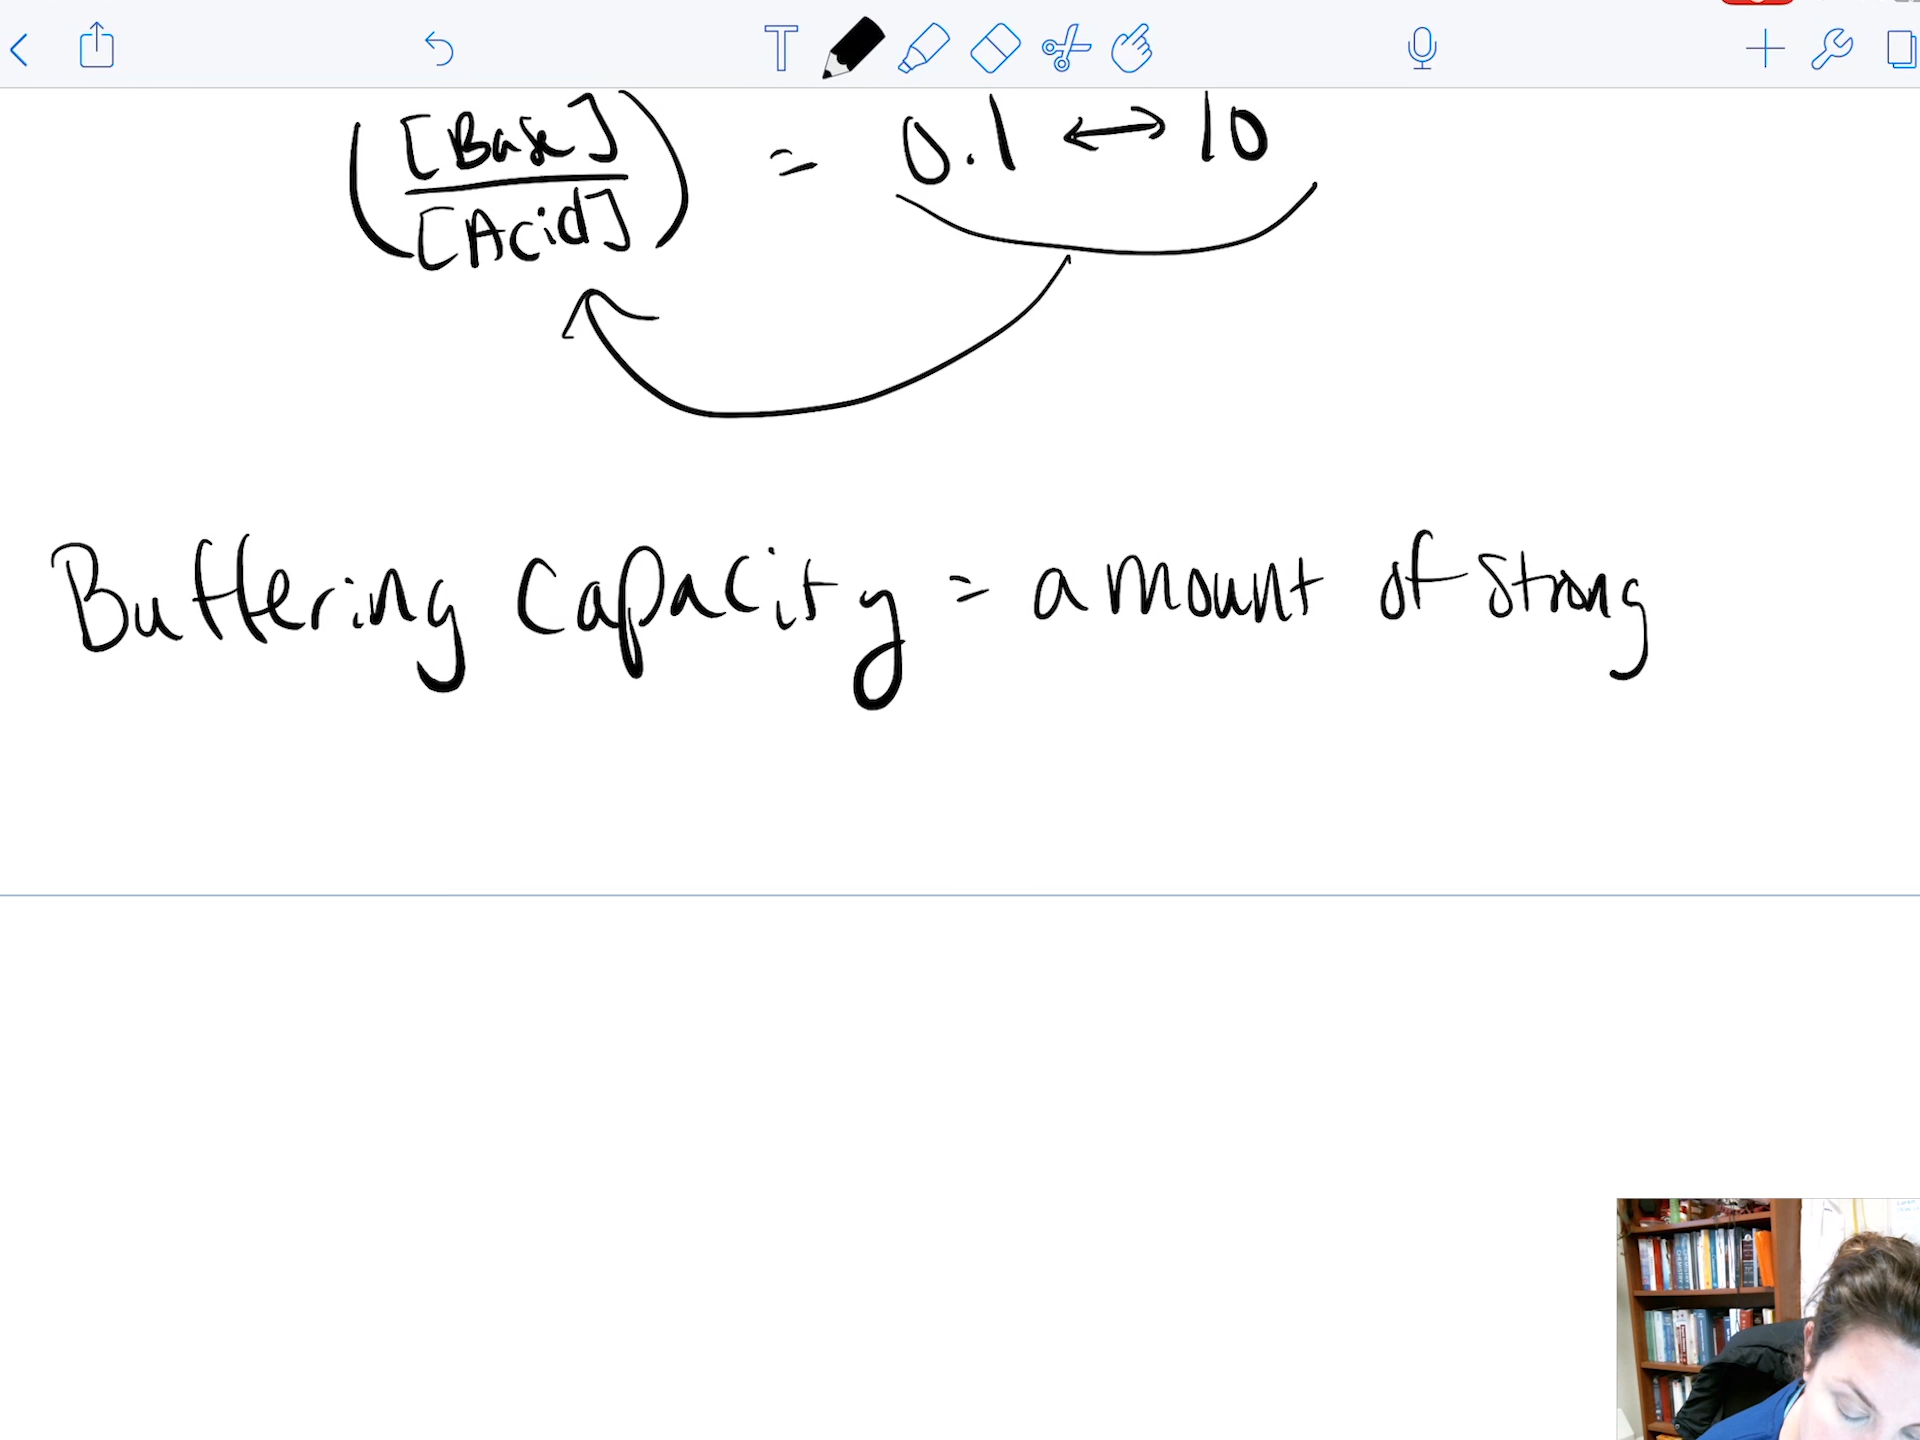 ([Base] / [Acid]) = 0.1 ↔ 10
Buffering capacity = amount of strong